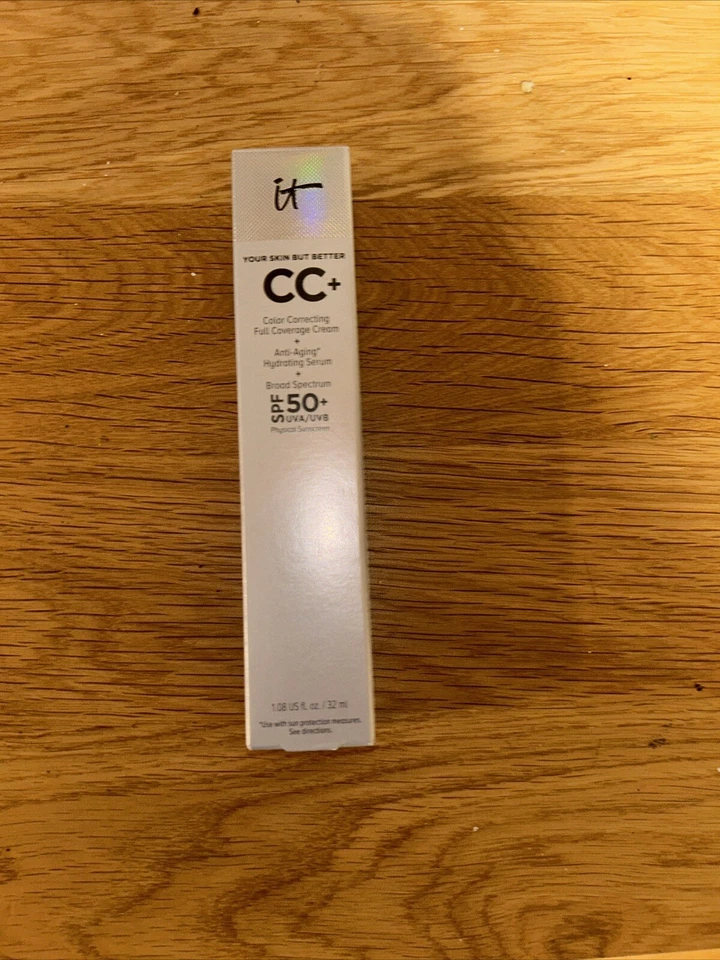 it
YOUR SKIN BUT BETTER
CC+
Color Correcting
Full Coverage Cream
+
Anti-Aging*
Hydrating Serum
+
Broad Spectrum
SPF 50+
UVA/UVB
Physical Sunscreen
1.08 US fl. oz. / 32 ml
*Use with sun protection measures.
See directions.